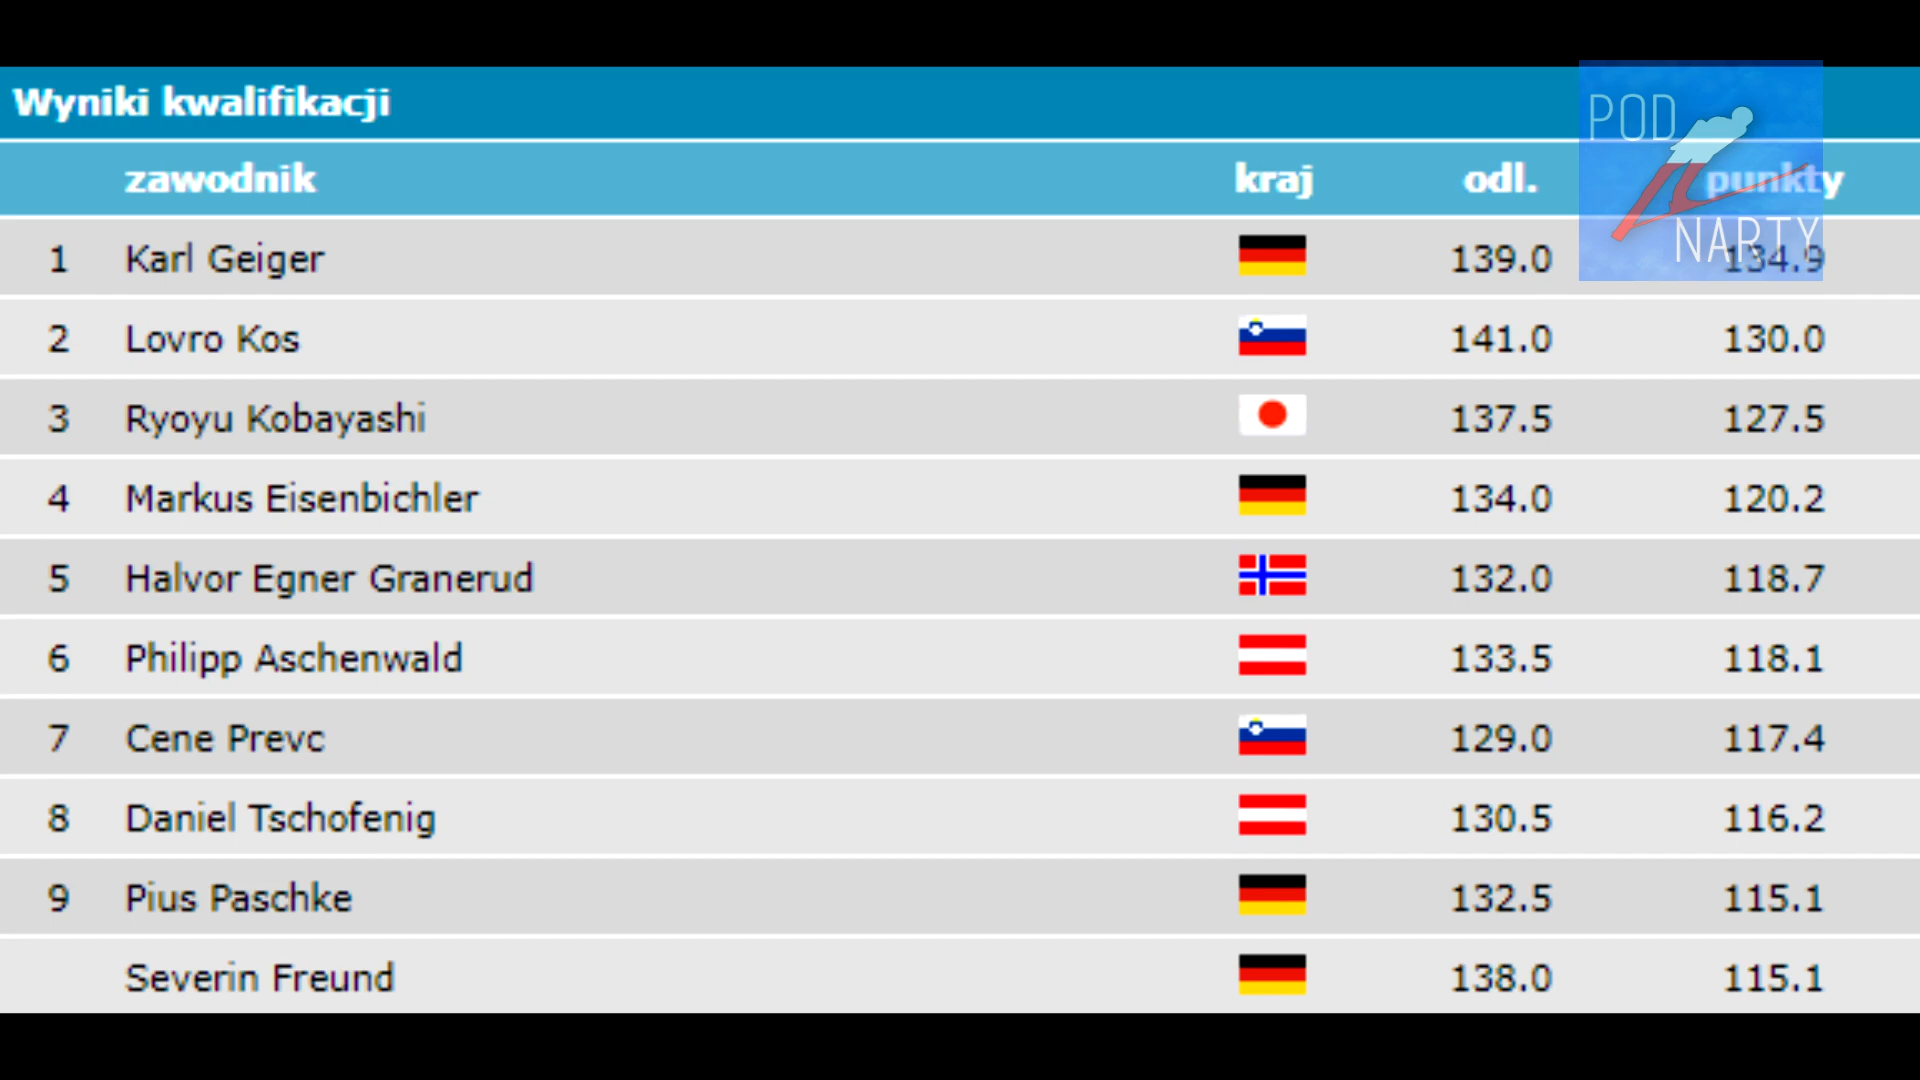 Wyniki kwalifikacji
POD
NARTY
zawodnik kraj odl. punkty
1 Karl Geiger 139.0 134.9
2 Lovro Kos 141.0 130.0
3 Ryoyu Kobayashi 137.5 127.5
4 Markus Eisenbichler 134.0 120.2
5 Halvor Egner Granerud 132.0 118.7
6 Philipp Aschenwald 133.5 118.1
7 Cene Prevc 129.0 117.4
8 Daniel Tschofenig 130.5 116.2
9 Pius Paschke 132.5 115.1
Severin Freund 138.0 115.1